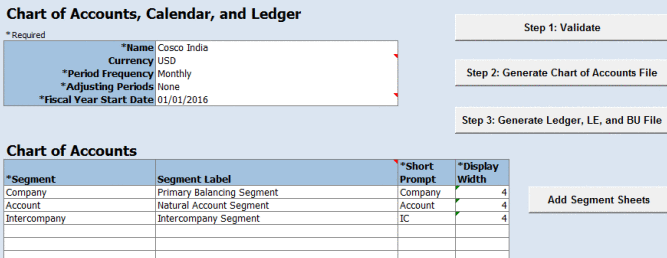 Chart of Accounts, Calendar, and Ledger
* Required
*Name Cosco India
Currency USD
*Period Frequency Monthly
*Adjusting Periods None
*Fiscal Year Start Date 01/01/2016
Step 1: Validate
Step 2: Generate Chart of Accounts File
Step 3: Generate Ledger, LE, and BU File
Chart of Accounts
*Segment Segment Label *Short Prompt *Display Width
Company Primary Balancing Segment Company 4
Account Natural Account Segment Account 4
Intercompany Intercompany Segment IC 4
Add Segment Sheets